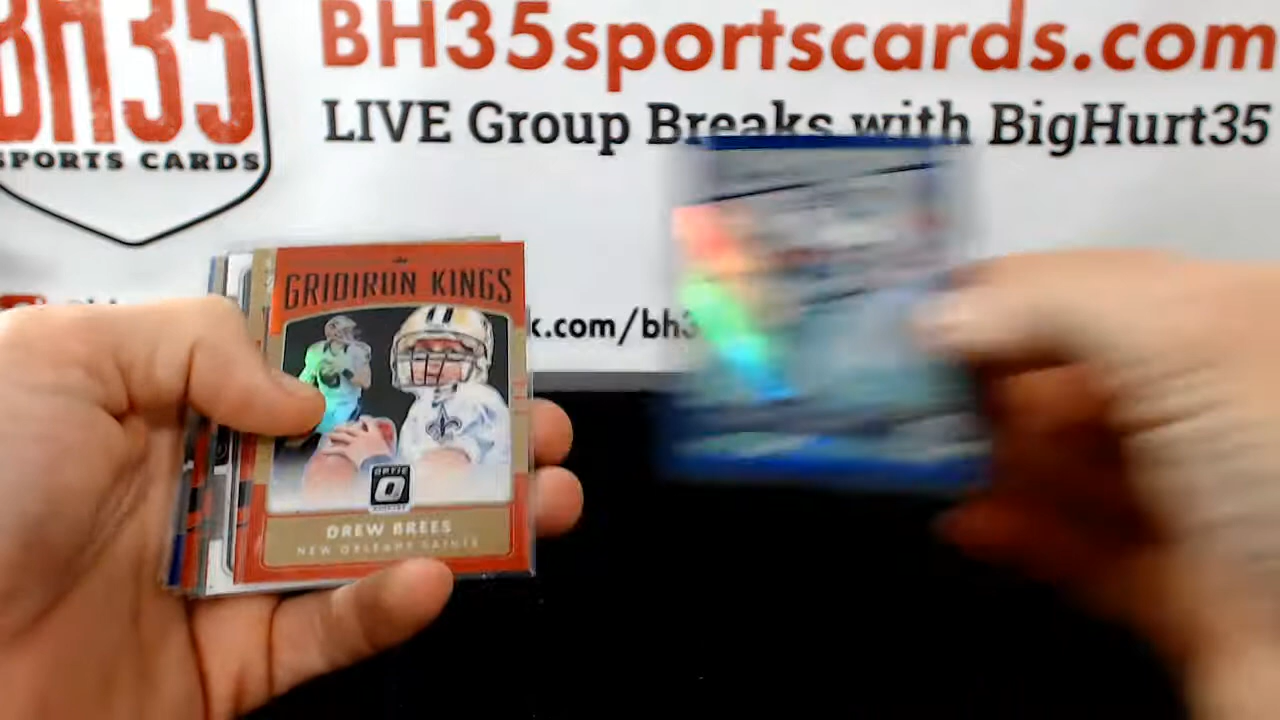 BH35
SPORTS CARDS
BH35sportscards.com
LIVE Group Breaks with BigHurt35
k.com/bh3
GRIDIRON KINGS
OPTIC
DREW BREES
NEW ORLEANS SAINTS